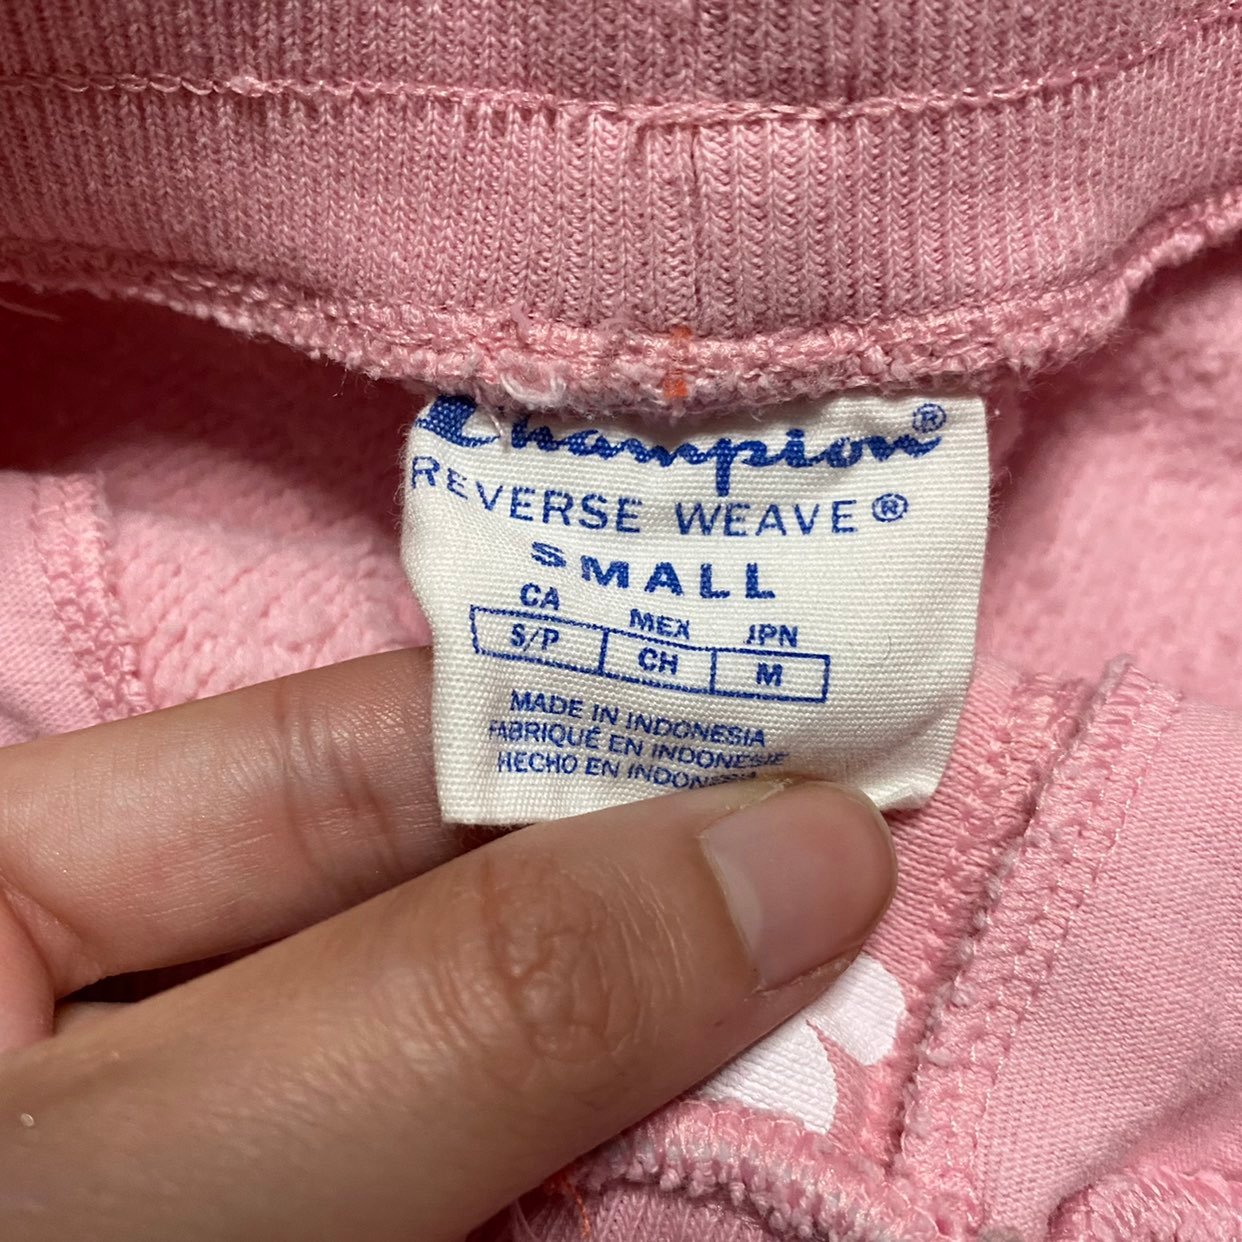 Champion®
REVERSE WEAVE®
SMALL
CA MEX JPN
S/P CH M
MADE IN INDONESIA
FABRIQUÉ EN INDONESIE
HECHO EN INDONESIA